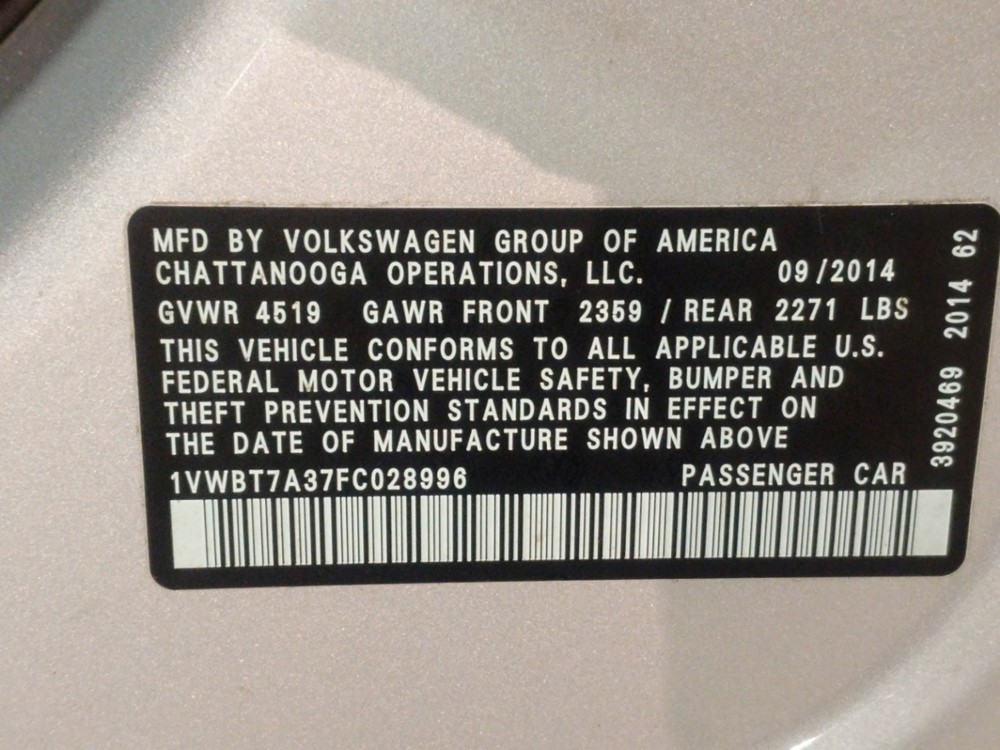 MFD BY VOLKSWAGEN GROUP OF AMERICA
CHATTANOOGA OPERATIONS, LLC. 09/2014
GVWR 4519 GAWR FRONT 2359 / REAR 2271 LBS
THIS VEHICLE CONFORMS TO ALL APPLICABLE U.S.
FEDERAL MOTOR VEHICLE SAFETY, BUMPER AND
THEFT PREVENTION STANDARDS IN EFFECT ON
THE DATE OF MANUFACTURE SHOWN ABOVE
1VWBT7A37FC028996 PASSENGER CAR
3920469 2014 62